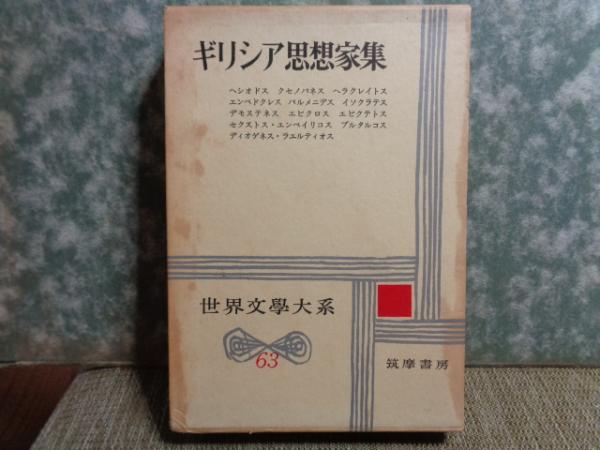 ギリシア思想家集
ヘシオドス クセノパネス ヘラクレイトス
エンペドクレス パルメニデス イソクラテス
デモステネス エピクロス エピクテトス
セクストス・エンペイリコス プルタルコス
ディオゲネス・ラエルティオス
世界文學大系
63
筑摩書房